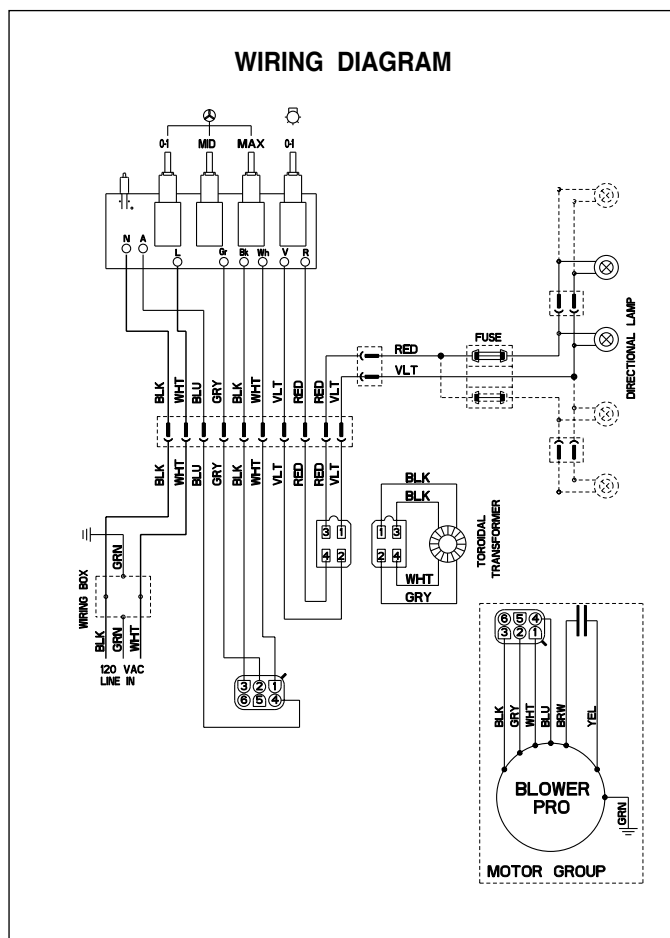 WIRING DIAGRAM
0-1 MID MAX 0-1
N A L Gr Bk Wh V R
BLK WHT BLU GRY BLK WHT VLT RED RED VLT
BLK WHT BLU GRY BLK WHT VLT RED RED VLT
RED
VLT
FUSE
DIRECTIONAL LAMP
3 1
4 2
1 3
2 4
BLK
BLK
WHT
GRY
TOROIDAL
TRANSFORMER
GRN
WIRING BOX
BLK GRN WHT
120 VAC
LINE IN
3 2 1
6 5 4
6 5 4
3 2 1
BLK GRY WHT BLU BRW YEL
BLOWER
PRO
GRN
MOTOR GROUP